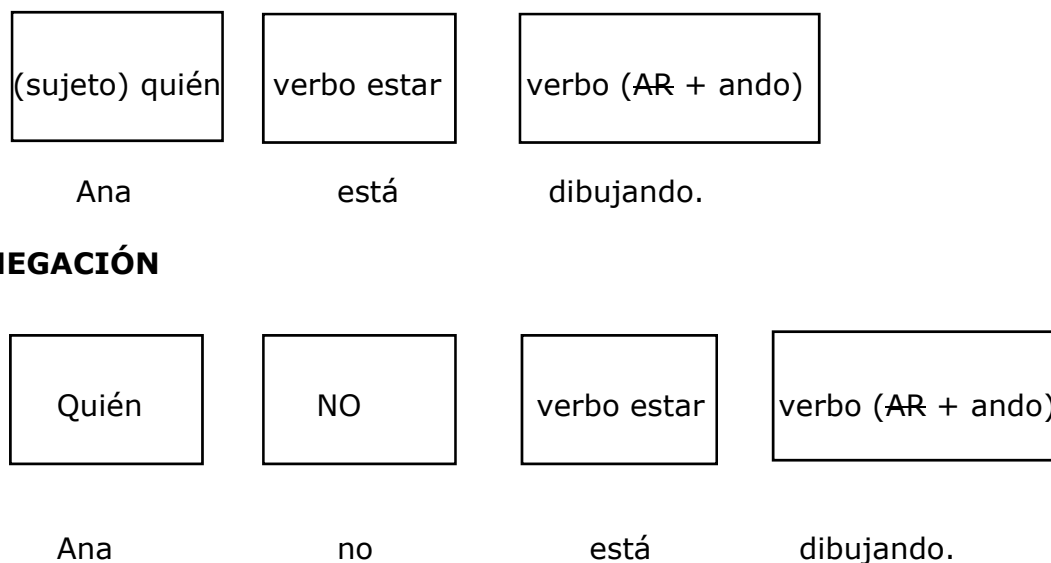 (sujeto) quién verbo estar verbo (AR + ando)
Ana está dibujando.
NEGACIÓN
Quién NO verbo estar verbo (AR + ando)
Ana no está dibujando.